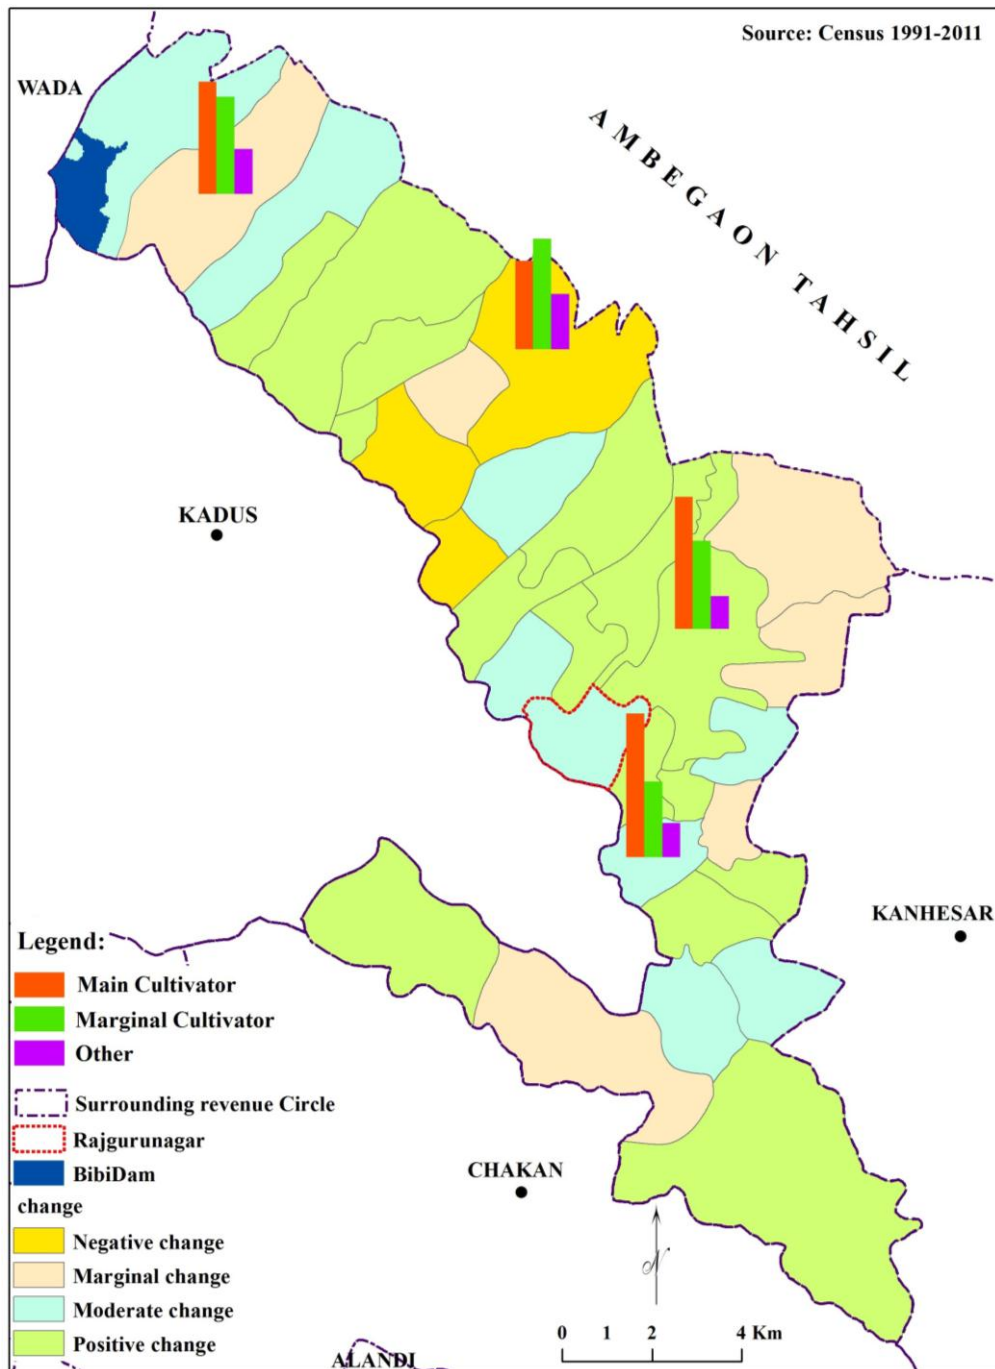 Source: Census 1991-2011
WADA
AMBEGAON TAHSIL
KADUS
KANHESAR
Legend:
Main Cultivator
Marginal Cultivator
Other
Surrounding revenue Circle
Rajgurunagar
BibiDam
change
Negative change
Marginal change
Moderate change
Positive change
CHAKAN
N
0 1 2 4 Km
ALANDI